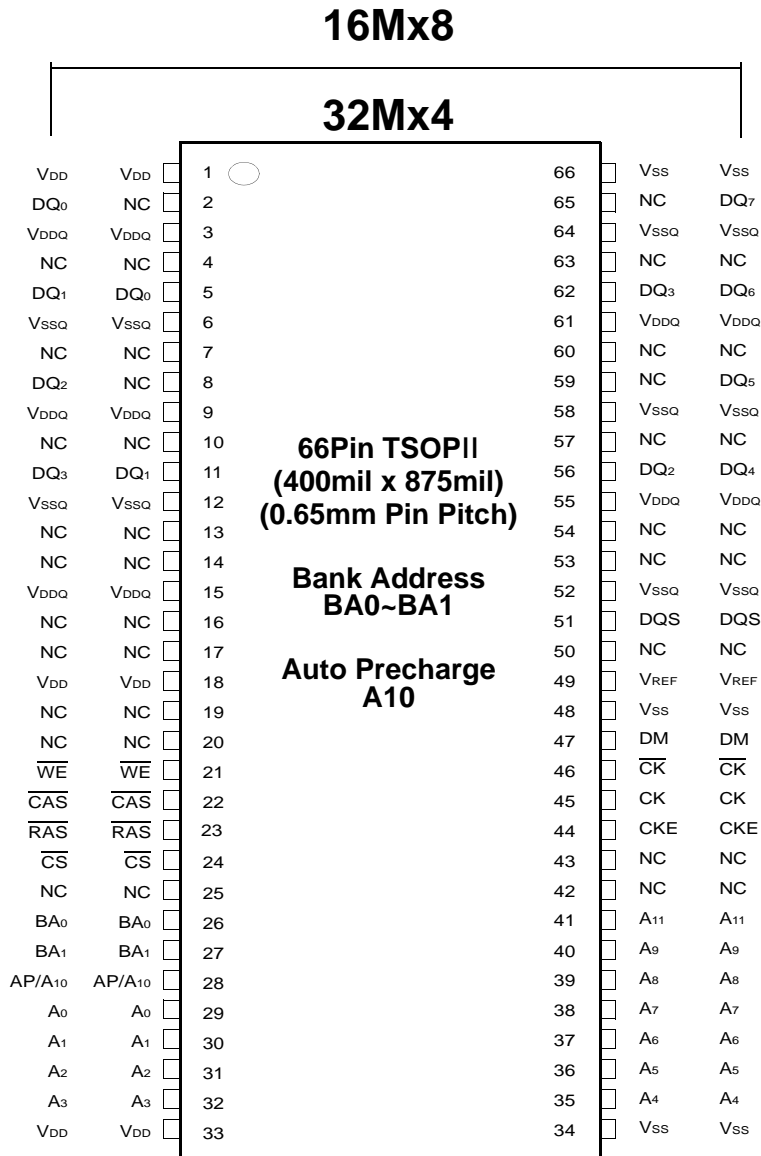 16Mx8
32Mx4
VDD VDD 1 66 VSS VSS
DQ0 NC 2 65 NC DQ7
VDDQ VDDQ 3 64 VSSQ VSSQ
NC NC 4 63 NC NC
DQ1 DQ0 5 62 DQ3 DQ6
VSSQ VSSQ 6 61 VDDQ VDDQ
NC NC 7 60 NC NC
DQ2 NC 8 59 NC DQ5
VDDQ VDDQ 9 58 VSSQ VSSQ
NC NC 10 57 NC NC
DQ3 DQ1 11 56 DQ2 DQ4
VSSQ VSSQ 12 55 VDDQ VDDQ
NC NC 13 54 NC NC
NC NC 14 53 NC NC
VDDQ VDDQ 15 52 VSSQ VSSQ
NC NC 16 51 DQS DQS
NC NC 17 50 NC NC
VDD VDD 18 49 VREF VREF
NC NC 19 48 VSS VSS
NC NC 20 47 DM DM
WE WE 21 46 CK CK
CAS CAS 22 45 CK CK
RAS RAS 23 44 CKE CKE
CS CS 24 43 NC NC
NC NC 25 42 NC NC
BA0 BA0 26 41 A11 A11
BA1 BA1 27 40 A9 A9
AP/A10 AP/A10 28 39 A8 A8
A0 A0 29 38 A7 A7
A1 A1 30 37 A6 A6
A2 A2 31 36 A5 A5
A3 A3 32 35 A4 A4
VDD VDD 33 34 VSS VSS
66Pin TSOPII
(400mil x 875mil)
(0.65mm Pin Pitch)
Bank Address
BA0~BA1
Auto Precharge
A10